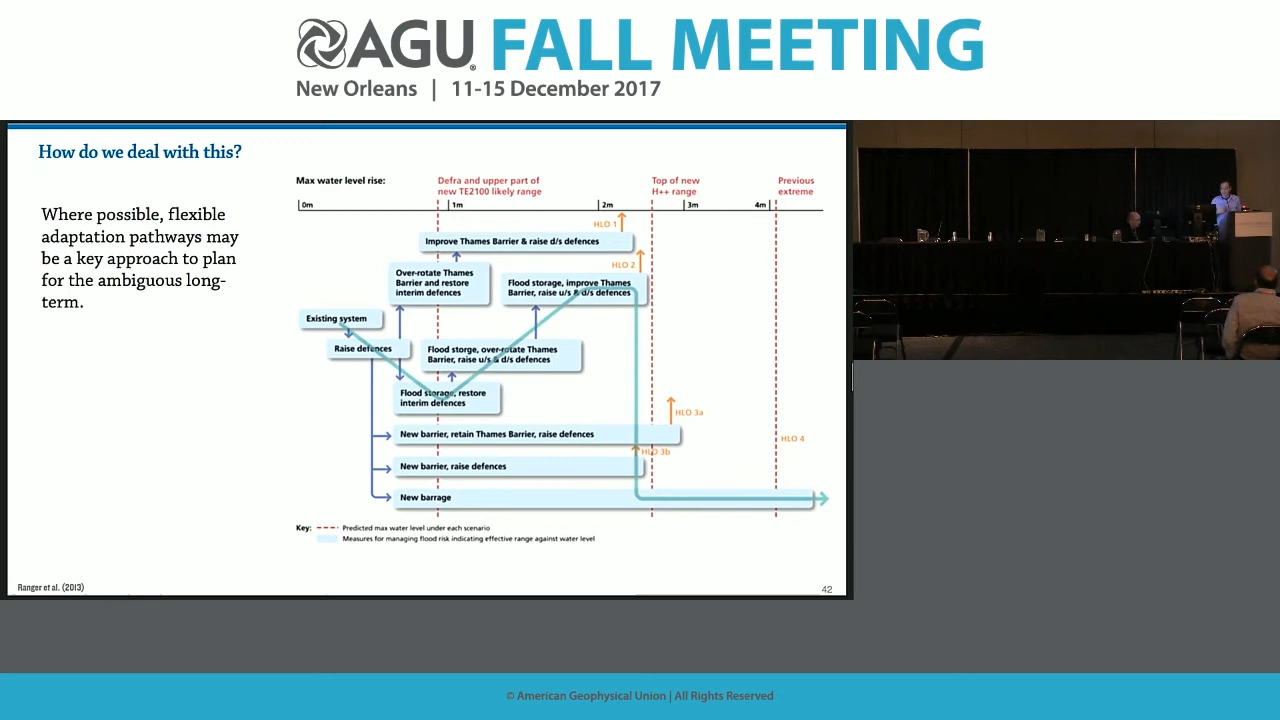 AGU FALL MEETING
New Orleans | 11-15 December 2017
How do we deal with this?
Where possible, flexible
adaptation pathways may
be a key approach to plan
for the ambiguous long-
term.
Max water level rise:
Defra and upper part of
new TE2100 likely range
Top of new
H++ range
Previous
extreme
0m
1m
2m
3m
4m
HLO 1
Improve Thames Barrier & raise d/s defences
HLO 2
Over-rotate Thames
Barrier and restore
interim defences
Flood storage, improve Thames
Barrier, raise u/s & d/s defences
Existing system
Raise defences
Flood storge, over-rotate Thames
Barrier, raise u/s & d/s defences
Flood storage, restore
interim defences
HLO 3a
New barrier, retain Thames Barrier, raise defences
HLO 4
HLO 3b
New barrier, raise defences
New barrage
Key:
Predicted max water level under each scenario
Measures for managing flood risk indicating effective range against water level
Ranger et al. (2013)
42
© American Geophysical Union | All Rights Reserved